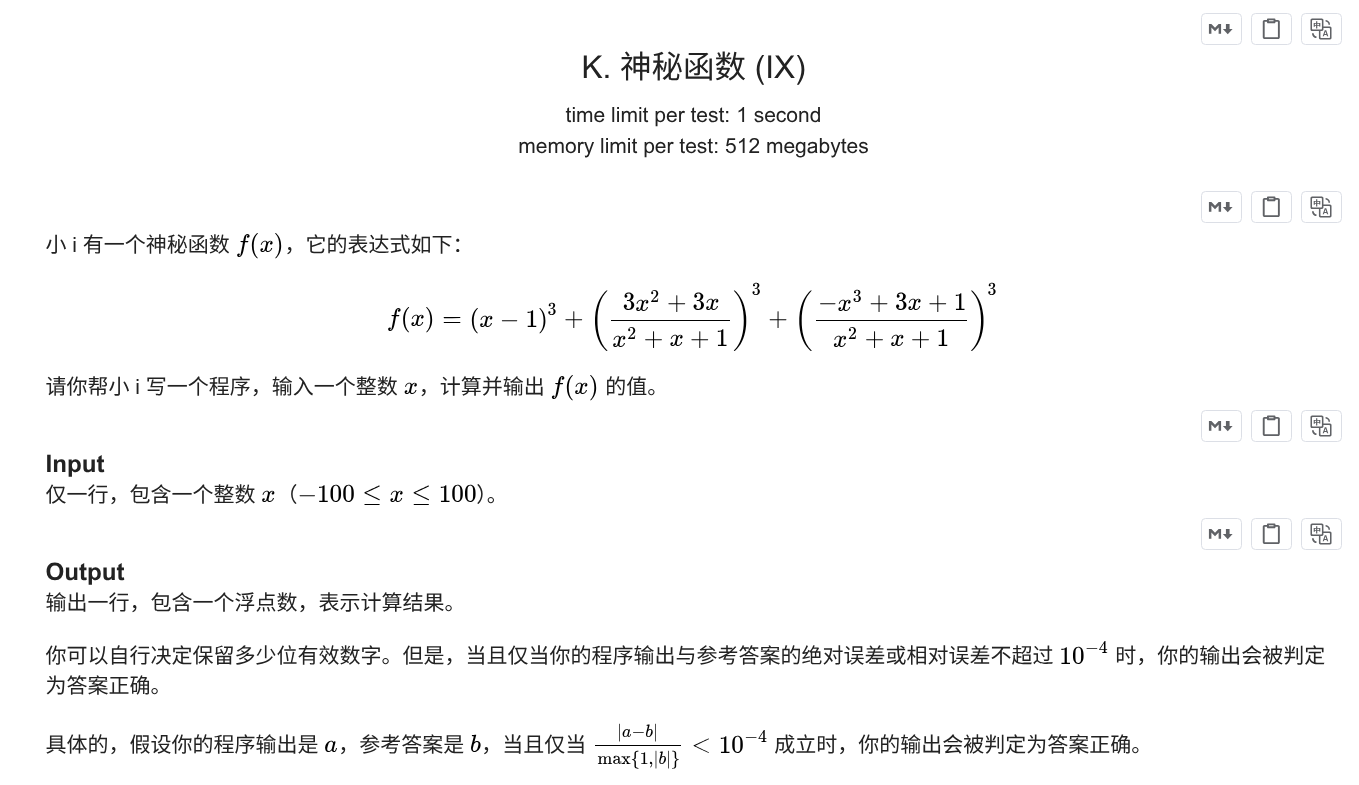 M↓
K. 神秘函数 (IX)
time limit per test: 1 second
memory limit per test: 512 megabytes
M↓
小 i 有一个神秘函数 f(x)，它的表达式如下：
f(x) = (x − 1)^3 + ((3x^2 + 3x)/(x^2 + x + 1))^3 + ((−x^3 + 3x + 1)/(x^2 + x + 1))^3
请你帮小 i 写一个程序，输入一个整数 x，计算并输出 f(x) 的值。
M↓
Input
仅一行，包含一个整数 x（−100 ≤ x ≤ 100）。
M↓
Output
输出一行，包含一个浮点数，表示计算结果。
你可以自行决定保留多少位有效数字。但是，当且仅当你的程序输出与参考答案的绝对误差或相对误差不超过 10^−4 时，你的输出会被判定
为答案正确。
具体的，假设你的程序输出是 a，参考答案是 b，当且仅当 |a−b|/max{1,|b|} < 10^−4 成立时，你的输出会被判定为答案正确。